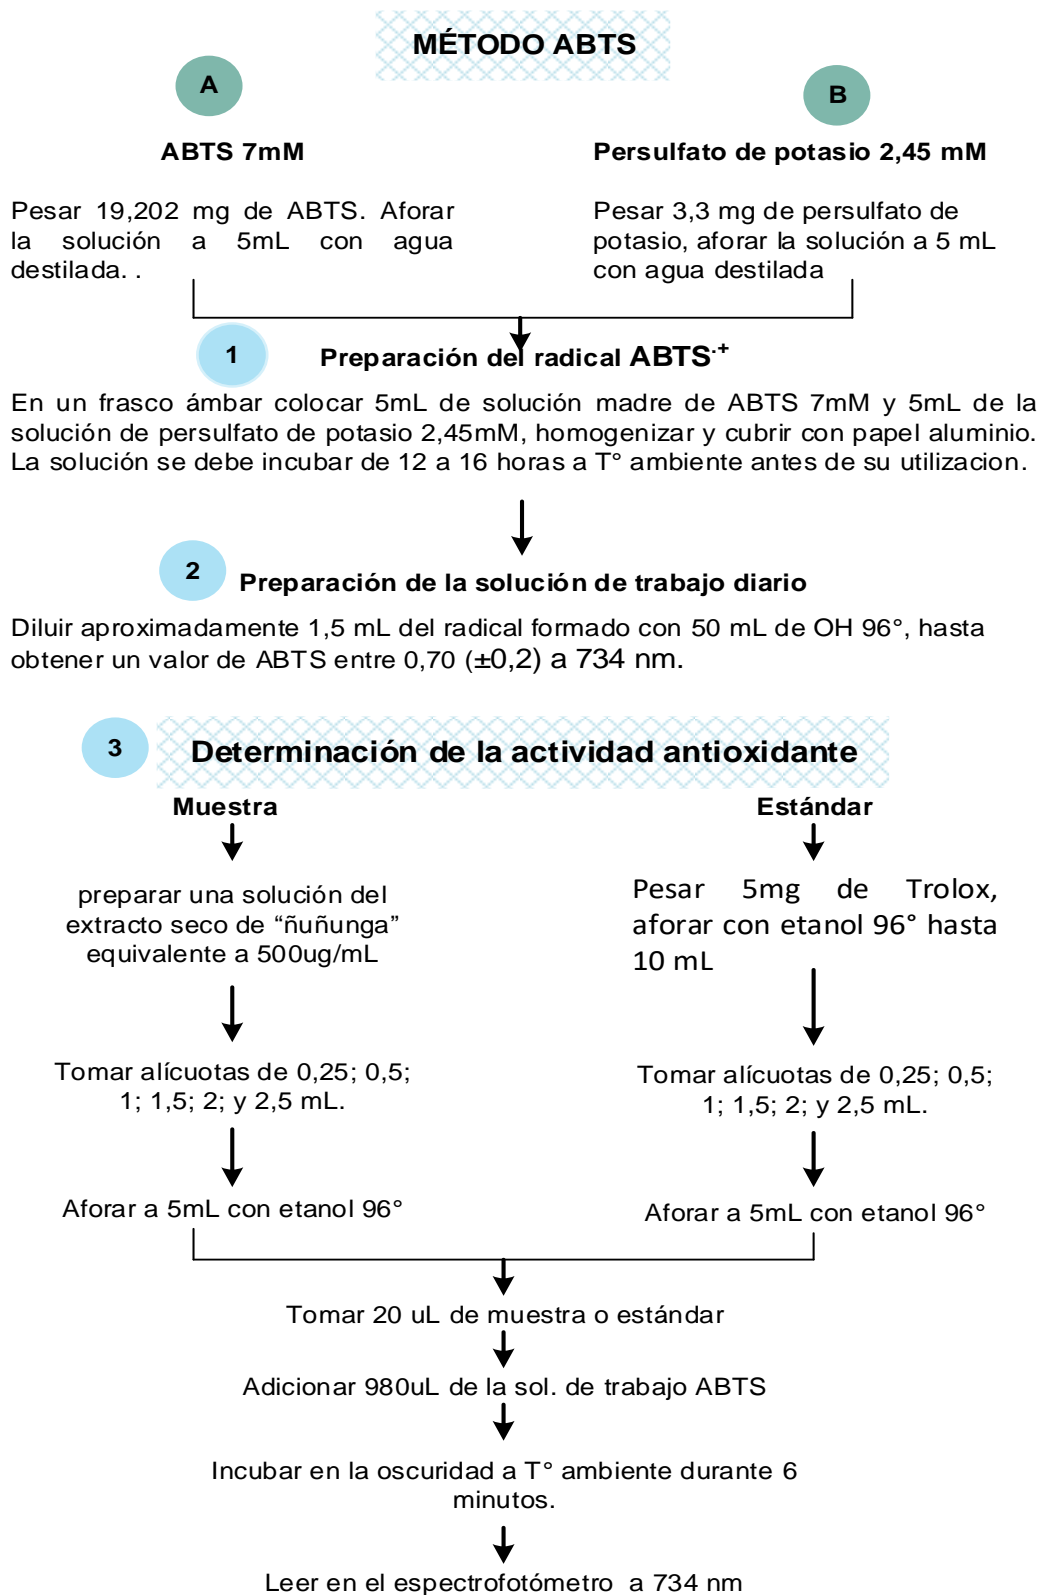 MÉTODO ABTS
A
ABTS 7mM
Pesar 19,202 mg de ABTS. Aforar
la solución a 5mL con agua
destilada. .
B
Persulfato de potasio 2,45 mM
Pesar 3,3 mg de persulfato de
potasio, aforar la solución a 5 mL
con agua destilada
1
Preparación del radical ABTS·+
En un frasco ámbar colocar 5mL de solución madre de ABTS 7mM y 5mL de la
solución de persulfato de potasio 2,45mM, homogenizar y cubrir con papel aluminio.
La solución se debe incubar de 12 a 16 horas a T° ambiente antes de su utilizacion.
2
Preparación de la solución de trabajo diario
Diluir aproximadamente 1,5 mL del radical formado con 50 mL de OH 96°, hasta
obtener un valor de ABTS entre 0,70 (±0,2) a 734 nm.
3
Determinación de la actividad antioxidante
Muestra
preparar una solución del
extracto seco de “ñuñunga”
equivalente a 500ug/mL
Tomar alícuotas de 0,25; 0,5;
1; 1,5; 2; y 2,5 mL.
Aforar a 5mL con etanol 96°
Estándar
Pesar 5mg de Trolox,
aforar con etanol 96° hasta
10 mL
Tomar alícuotas de 0,25; 0,5;
1; 1,5; 2; y 2,5 mL.
Aforar a 5mL con etanol 96°
Tomar 20 uL de muestra o estándar
Adicionar 980uL de la sol. de trabajo ABTS
Incubar en la oscuridad a T° ambiente durante 6
minutos.
Leer en el espectrofotómetro a 734 nm